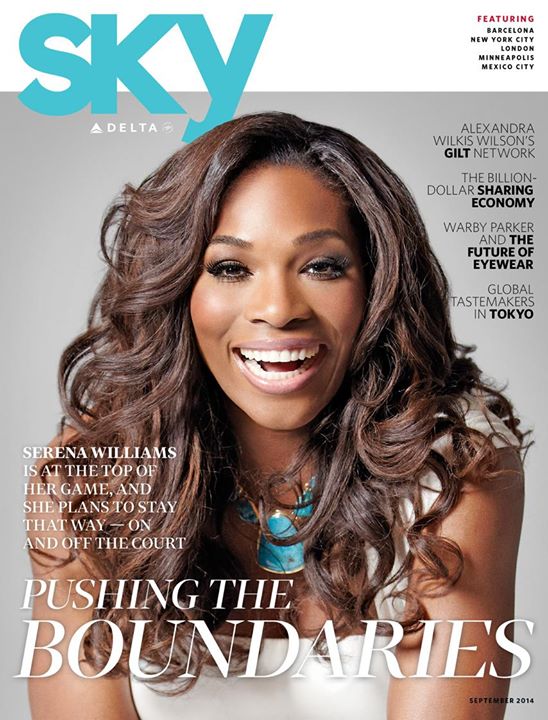 sky
DELTA
FEATURING
BARCELONA
NEW YORK CITY
LONDON
MINNEAPOLIS
MEXICO CITY
ALEXANDRA
WILKIS WILSON'S
GILT NETWORK
THE BILLION-
DOLLAR SHARING
ECONOMY
WARBY PARKER
AND THE
FUTURE OF
EYEWEAR
GLOBAL
TASTEMAKERS
IN TOKYO
SERENA WILLIAMS
IS AT THE TOP OF
HER GAME, AND
SHE PLANS TO STAY
THAT WAY — ON
AND OFF THE COURT
PUSHING THE
BOUNDARIES
SEPTEMBER 2014